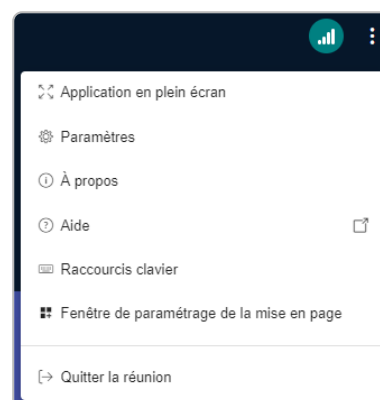 Application en plein écran
Paramètres
À propos
Aide
Raccourcis clavier
Fenêtre de paramétrage de la mise en page
Quitter la réunion